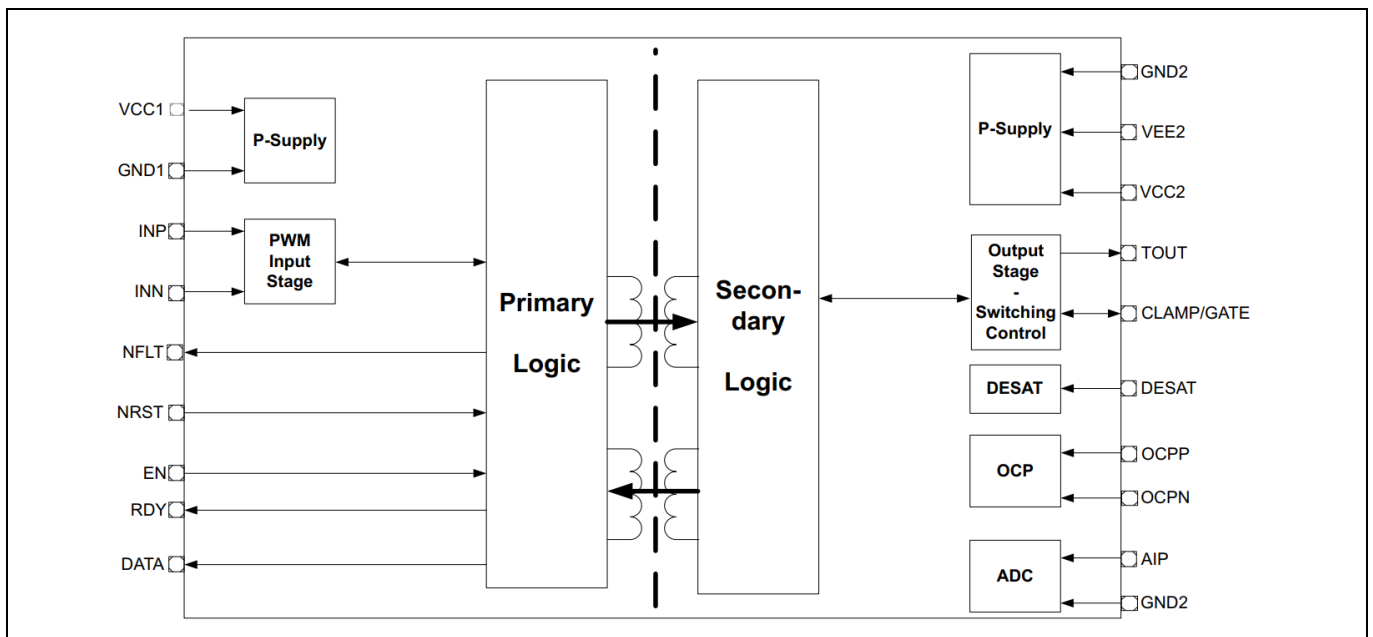 VCC1
GND1
INP
INN
NFLT
NRST
EN
RDY
DATA
P-Supply
PWM
Input
Stage
Primary
Logic
Secon-
dary
Logic
P-Supply
Output
Stage
-
Switching
Control
DESAT
OCP
ADC
GND2
VEE2
VCC2
TOUT
CLAMP/GATE
DESAT
OCPP
OCPN
AIP
GND2